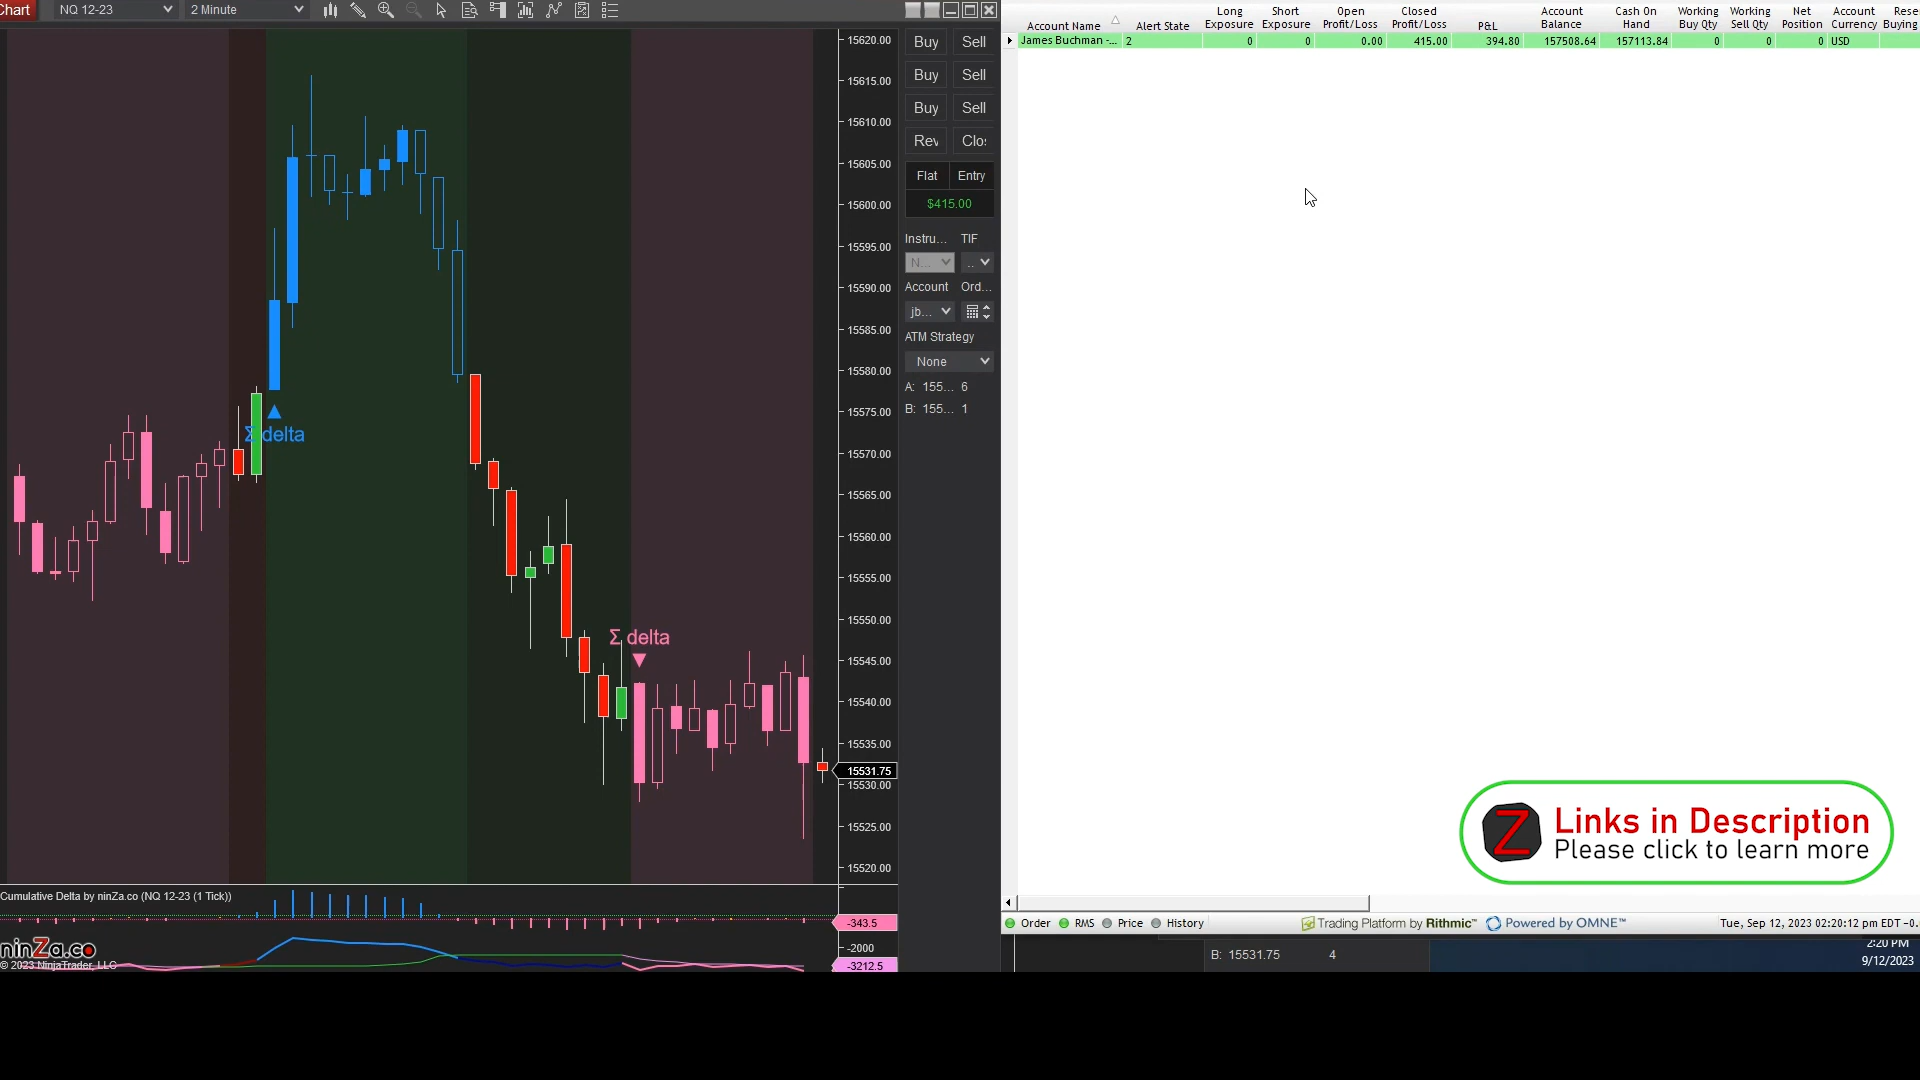 Chart NQ 12-23 2 Minute
15620.00
15615.00
15610.00
15605.00
15600.00
15595.00
15590.00
15585.00
15580.00
15575.00
15570.00
15565.00
15560.00
15555.00
15550.00
15545.00
15540.00
15535.00
15531.75
15530.00
15525.00
15520.00
Σ delta
Σ delta
Buy Sell
Buy Sell
Buy Sell
Rev Clo:
Flat Entry
$415.00
Instru... TIF
N... ..
Account Ord...
jb...
ATM Strategy
None
A: 155... 6
B: 155... 1
Cumulative Delta by ninZa.co (NQ 12-23 (1 Tick))
-343.5
-2000
-3212.5
ninZa.co
© 2023 NinjaTrader, LLC
Account Name Alert State Long Exposure Short Exposure Open Profit/Loss Closed Profit/Loss P&L Account Balance Cash On Hand Working Buy Qty Working Sell Qty Net Position Account Currency Rese Buying
James Buchman -... 2 0 0 0.00 415.00 394.80 157508.64 157113.84 0 0 0 USD
Links in Description
Please click to learn more
Order RMS Price History Trading Platform by Rithmic™ Powered by OMNE™ Tue, Sep 12, 2023 02:20:12 pm EDT -0.
B: 15531.75 4
2:20 PM
9/12/2023